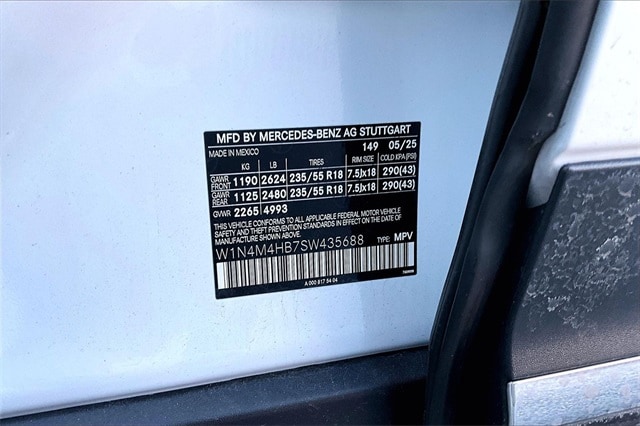 MFD BY MERCEDES-BENZ AG STUTTGART
MADE IN MEXICO 149 05/25
KG LB TIRES RIM SIZE COLD KPA (PSI)
GAWR FRONT 1190 2624 235/55 R18 7.5Jx18 290(43)
GAWR REAR 1125 2480 235/55 R18 7.5Jx18 290(43)
GVWR 2265 4993
THIS VEHICLE CONFORMS TO ALL APPLICABLE FEDERAL MOTOR VEHICLE
SAFETY, BUMPER, AND THEFT PREVENTION STANDARDS IN EFFECT ON THE DATE OF
MANUFACTURE SHOWN ABOVE.
W1N4M4HB7SW435688 TYPE: MPV
A 000 817 54 04